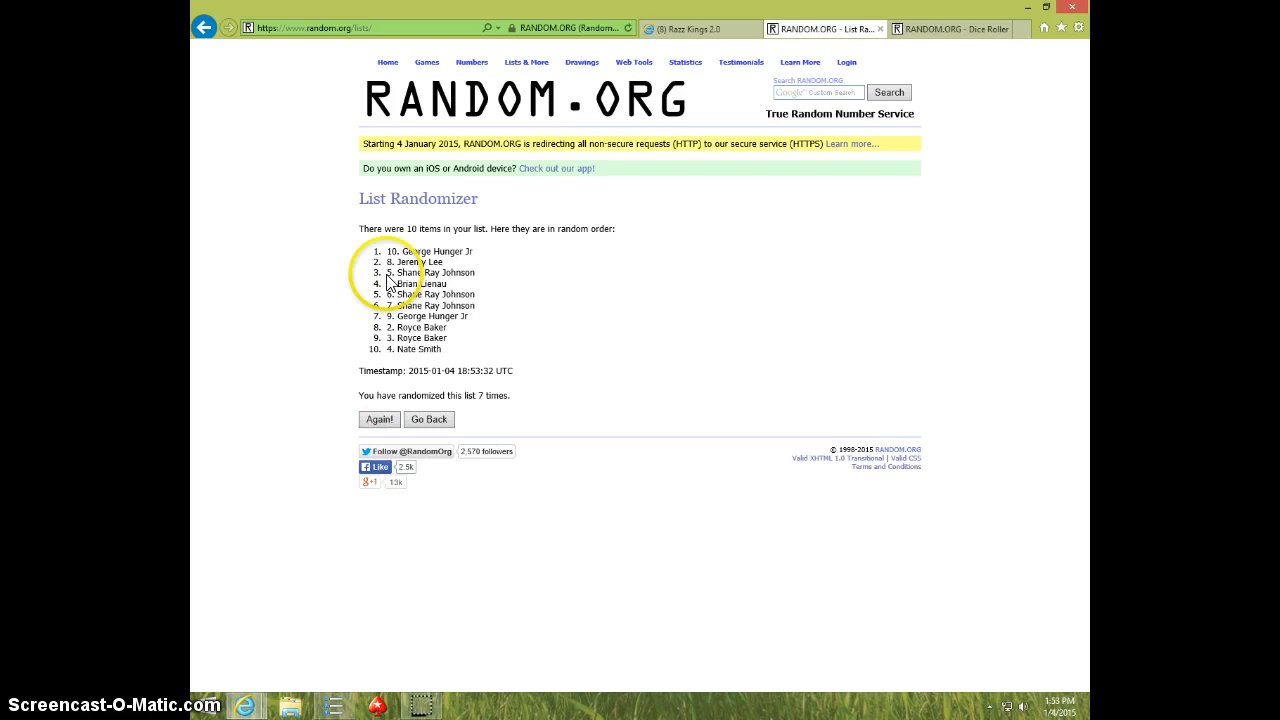 https://www.random.org/lists/
RANDOM.ORG (Random...
(8) Razz Kings 2.0
RANDOM.ORG - List Ra...
RANDOM.ORG - Dice Roller
Home Games Numbers Lists & More Drawings Web Tools Statistics Testimonials Learn More Login
RANDOM.ORG
Search RANDOM.ORG
Google™ Custom Search
Search
True Random Number Service
Starting 4 January 2015, RANDOM.ORG is redirecting all non-secure requests (HTTP) to our secure service (HTTPS) Learn more...
Do you own an iOS or Android device? Check out our app!
List Randomizer
There were 10 items in your list. Here they are in random order:
1. 10. George Hunger Jr
2. 8. Jeremy Lee
3. 5. Shane Ray Johnson
4. Brian Lienau
5. 6. Shane Ray Johnson
6. 7. Shane Ray Johnson
7. 9. George Hunger Jr
8. 2. Royce Baker
9. 3. Royce Baker
10. 4. Nate Smith
Timestamp: 2015-01-04 18:53:32 UTC
You have randomized this list 7 times.
Again! Go Back
Follow @RandomOrg 2,570 followers
Like 2.5k
g+1 13k
© 1998-2015 RANDOM.ORG
Valid XHTML 1.0 Transitional | Valid CSS
Terms and Conditions
1:53 PM
1/4/2015
Screencast-O-Matic.com